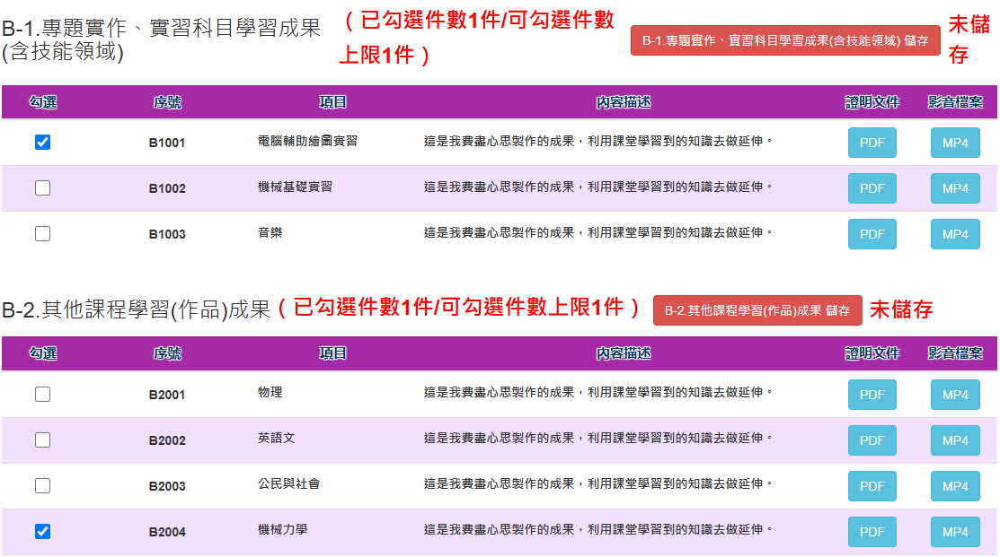 B-1.專題實作、實習科目學習成果
(含技能領域)
（已勾選件數1件/可勾選件數
上限1件）
B-1.專題實作、實習科目學習成果(含技能領域) 儲存
未儲
存
勾選 序號 項目 內容描述 證明文件 影音檔案
B1001 電腦輔助繪圖實習 這是我費盡心思製作的成果，利用課堂學習到的知識去做延伸。 PDF MP4
B1002 機械基礎實習 這是我費盡心思製作的成果，利用課堂學習到的知識去做延伸。 PDF MP4
B1003 音樂 這是我費盡心思製作的成果，利用課堂學習到的知識去做延伸。 PDF MP4
B-2.其他課程學習(作品)成果（已勾選件數1件/可勾選件數上限1件） B-2.其他課程學習(作品)成果 儲存 未儲存
勾選 序號 項目 內容描述 證明文件 影音檔案
B2001 物理 這是我費盡心思製作的成果，利用課堂學習到的知識去做延伸。 PDF MP4
B2002 英語文 這是我費盡心思製作的成果，利用課堂學習到的知識去做延伸。 PDF MP4
B2003 公民與社會 這是我費盡心思製作的成果，利用課堂學習到的知識去做延伸。 PDF MP4
B2004 機械力學 這是我費盡心思製作的成果，利用課堂學習到的知識去做延伸。 PDF MP4